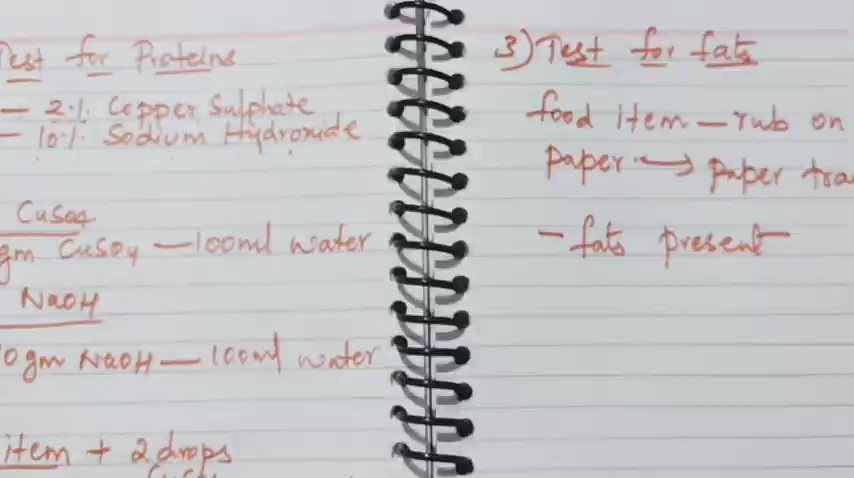 Test for Proteins
— 2% Copper Sulphate
— 10% Sodium Hydroxide
CuSO4
gm CuSO4 — 100ml water
NaOH
0gm NaOH — 100ml water
item + 2 drops
3) Test for fats
food item — rub on
paper → paper tra
— fats present —